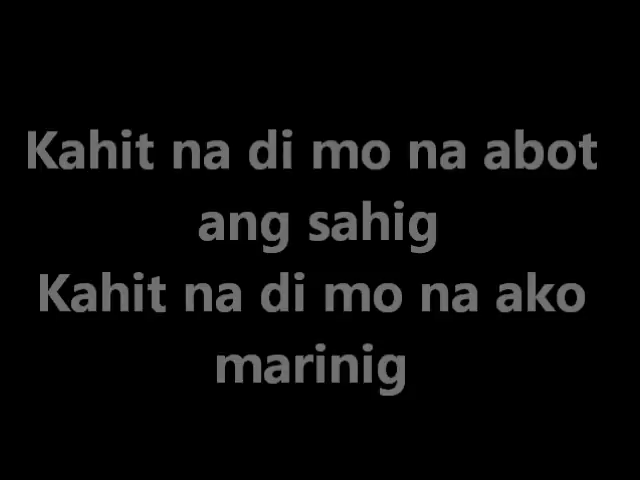 Kahit na di mo na abot
ang sahig
Kahit na di mo na ako
marinig